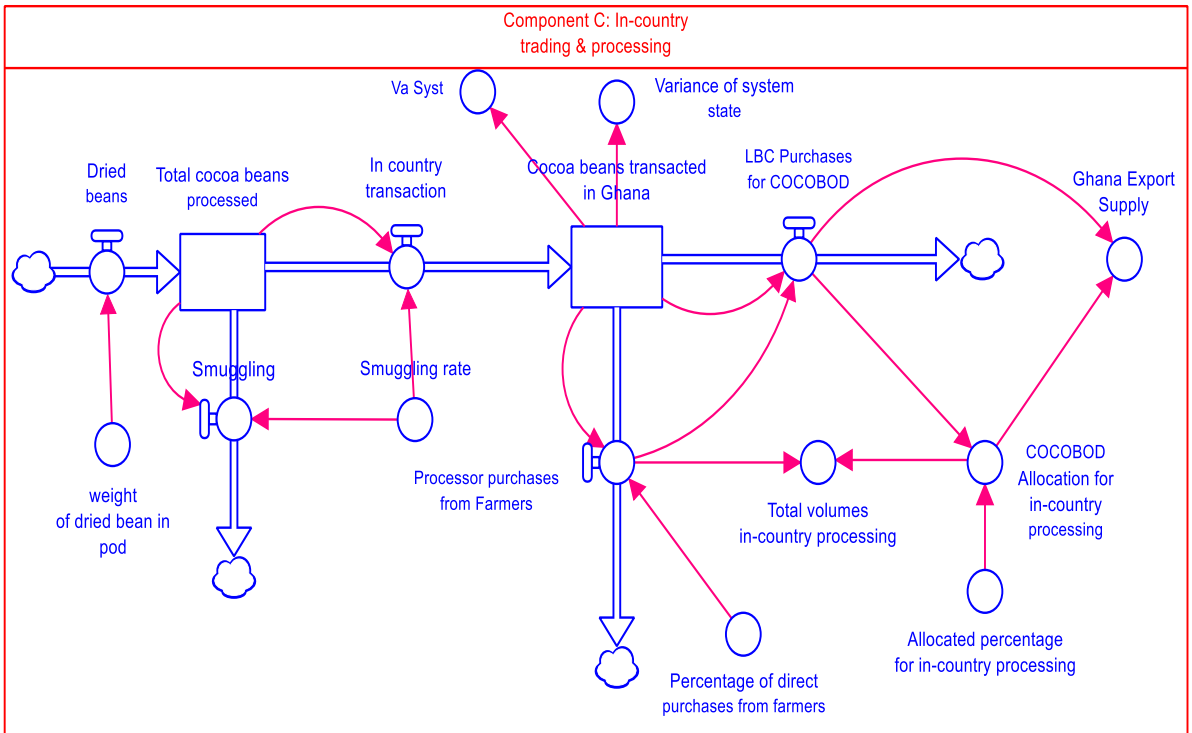 Component C: In-country
trading & processing
Va Syst
Variance of system
state
Dried
beans
Total cocoa beans
processed
In country
transaction
Cocoa beans transacted
in Ghana
LBC Purchases
for COCOBOD
Ghana Export
Supply
Smuggling
Smuggling rate
weight
of dried bean in
pod
Processor purchases
from Farmers
Total volumes
in-country processing
COCOBOD
Allocation for
in-country
processing
Percentage of direct
purchases from farmers
Allocated percentage
for in-country processing